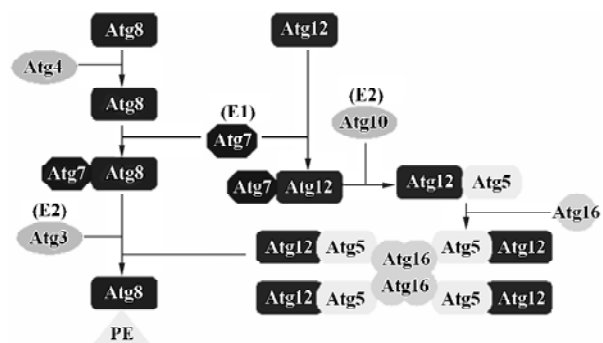 Atg8 Atg12
Atg4
(E2)
Atg8 (E1) Atg10
Atg7
Atg7 Atg8 Atg7 Atg12 Atg12 Atg5
(E2) Atg16
Atg3 Atg12 Atg5 Atg16 Atg5 Atg12
Atg8 Atg12 Atg5 Atg16 Atg5 Atg12
PE